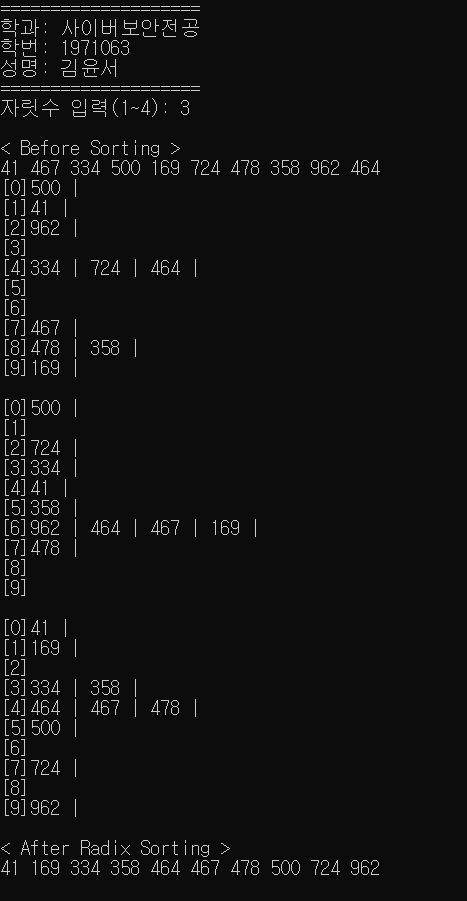 ====================
학과: 사이버보안전공
학번: 1971063
성명: 김윤서
====================
자릿수 입력(1~4): 3
< Before Sorting >
41 467 334 500 169 724 478 358 962 464
[0]500 |
[1]41 |
[2]962 |
[3]
[4]334 | 724 | 464 |
[5]
[6]
[7]467 |
[8]478 | 358 |
[9]169 |
[0]500 |
[1]
[2]724 |
[3]334 |
[4]41 |
[5]358 |
[6]962 | 464 | 467 | 169 |
[7]478 |
[8]
[9]
[0]41 |
[1]169 |
[2]
[3]334 | 358 |
[4]464 | 467 | 478 |
[5]500 |
[6]
[7]724 |
[8]
[9]962 |
< After Radix Sorting >
41 169 334 358 464 467 478 500 724 962